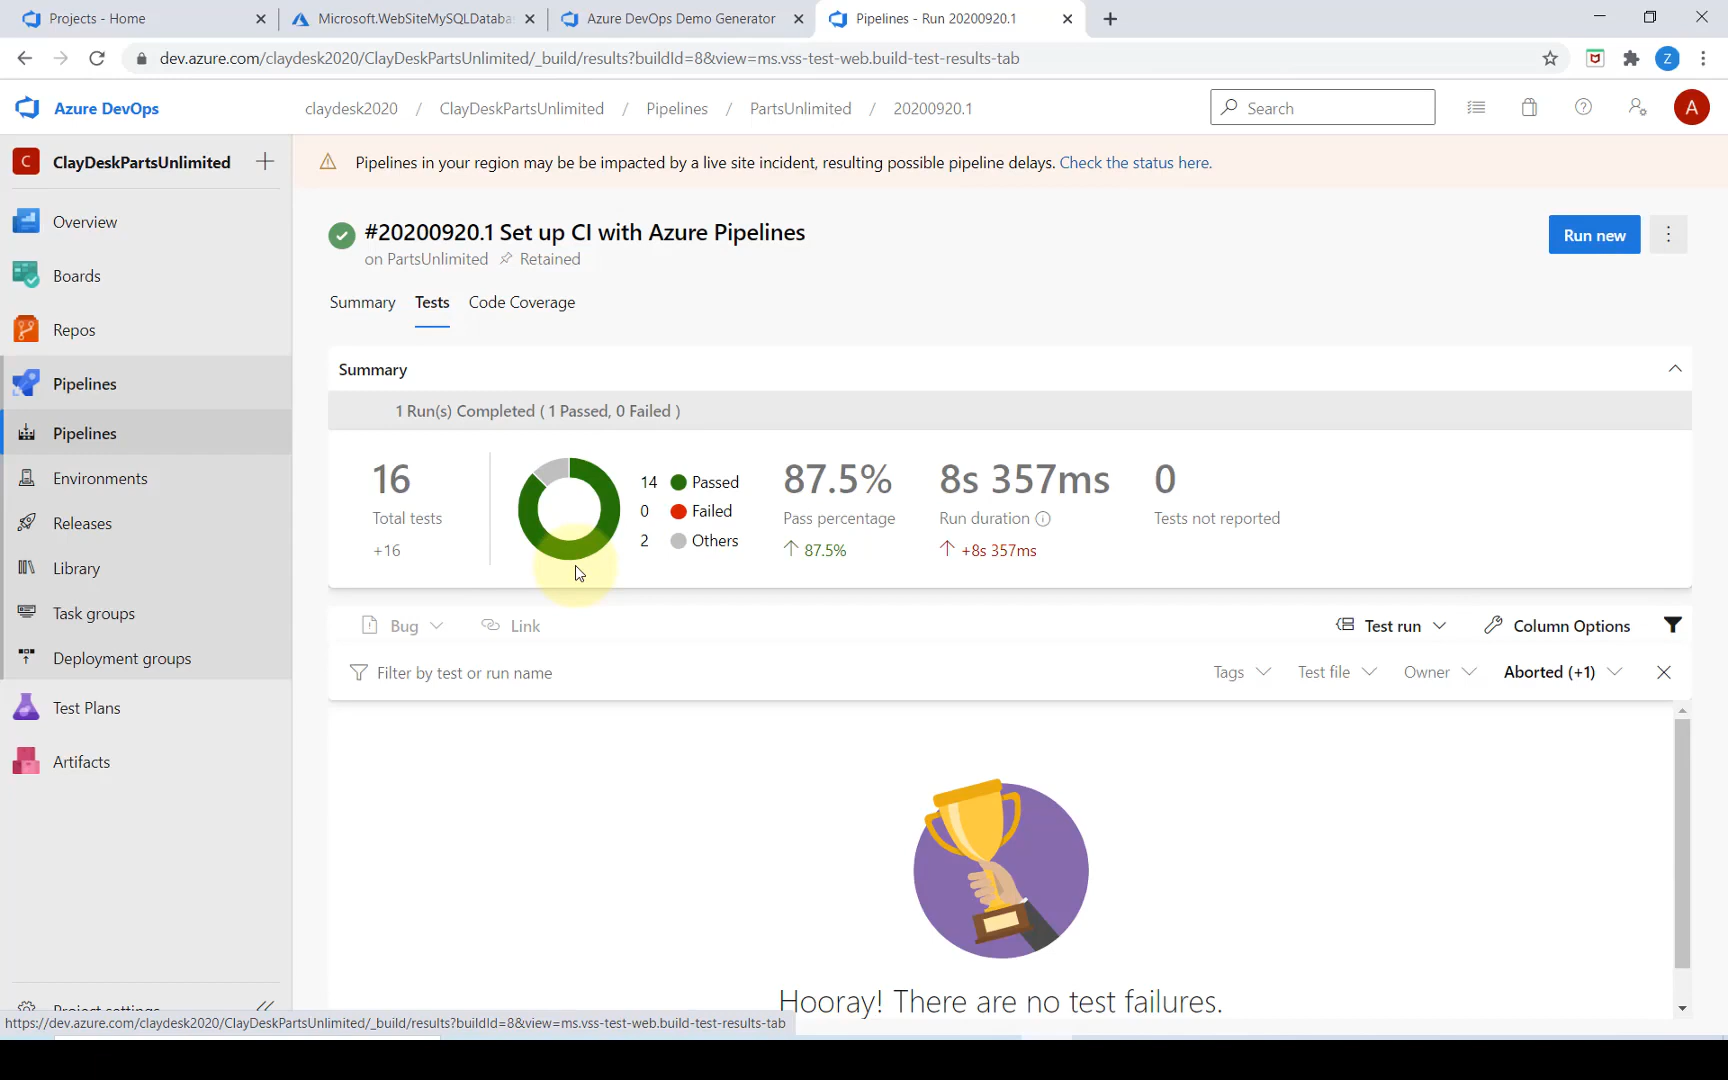 Projects - Home
Microsoft.WebSiteMySQLDataba
Azure DevOps Demo Generator
Pipelines - Run 20200920.1
dev.azure.com/claydesk2020/ClayDeskPartsUnlimited/_build/results?buildId=8&view=ms.vss-test-web.build-test-results-tab
Z
Azure DevOps
claydesk2020 / ClayDeskPartsUnlimited / Pipelines / PartsUnlimited / 20200920.1
Search
A
C ClayDeskPartsUnlimited
Pipelines in your region may be be impacted by a live site incident, resulting possible pipeline delays. Check the status here.
Overview
Boards
Repos
Pipelines
Pipelines
Environments
Releases
Library
Task groups
Deployment groups
Test Plans
Artifacts
Project settings
#20200920.1 Set up CI with Azure Pipelines
on PartsUnlimited Retained
Run new
Summary Tests Code Coverage
Summary
1 Run(s) Completed ( 1 Passed, 0 Failed )
16
Total tests
+16
14 Passed
0 Failed
2 Others
87.5%
Pass percentage
87.5%
8s 357ms
Run duration
+8s 357ms
0
Tests not reported
Bug Link
Test run Column Options
Filter by test or run name
Tags Test file Owner Aborted (+1)
Hooray! There are no test failures.
https://dev.azure.com/claydesk2020/ClayDeskPartsUnlimited/_build/results?buildId=8&view=ms.vss-test-web.build-test-results-tab